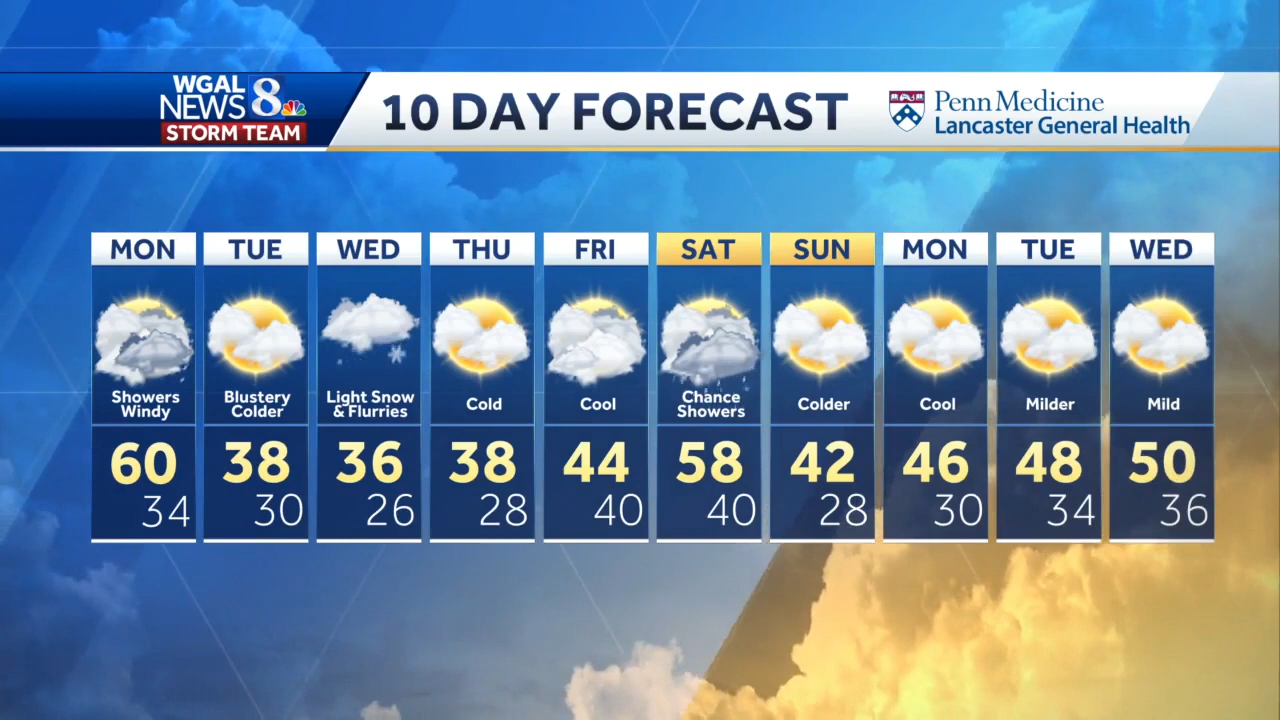 WGAL
NEWS 8
STORM TEAM
10 DAY FORECAST
Penn Medicine
Lancaster General Health
MON TUE WED THU FRI SAT SUN MON TUE WED
Showers Windy
Blustery Colder
Light Snow & Flurries
Cold
Cool
Chance Showers
Colder
Cool
Milder
Mild
60 38 36 38 44 58 42 46 48 50
34 30 26 28 40 40 28 30 34 36